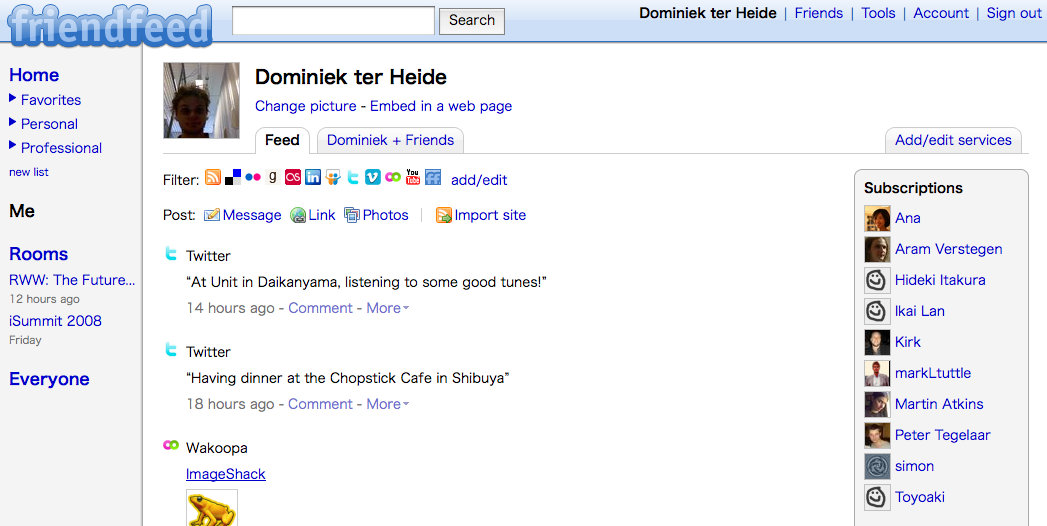 friendfeed
Search
Dominiek ter Heide | Friends | Tools | Account | Sign out
Home
Favorites
Personal
Professional
new list
Me
Rooms
RWW: The Future...
12 hours ago
iSummit 2008
Friday
Everyone
Dominiek ter Heide
Change picture - Embed in a web page
Feed
Dominiek + Friends
Add/edit services
Filter: g You Tube ff add/edit
Post: Message Link Photos | Import site
Twitter
“At Unit in Daikanyama, listening to some good tunes!”
14 hours ago - Comment - More
Twitter
“Having dinner at the Chopstick Cafe in Shibuya”
18 hours ago - Comment - More
Wakoopa
ImageShack
Subscriptions
Ana
Aram Verstegen
Hideki Itakura
Ikai Lan
Kirk
markLtuttle
Martin Atkins
Peter Tegelaar
simon
Toyoaki